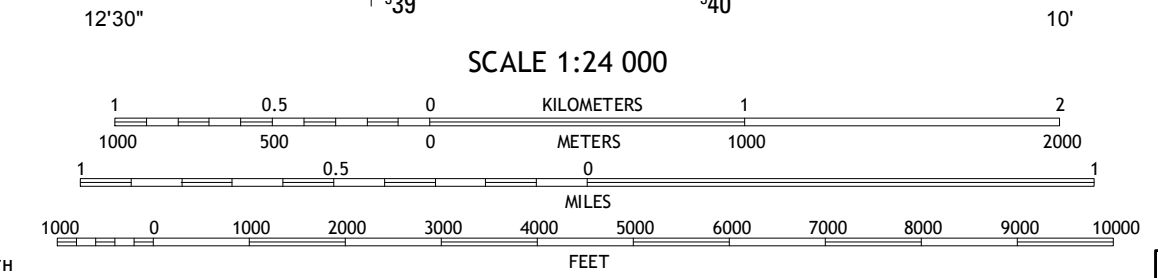 39 40
12'30" 10'
SCALE 1:24 000
1 0.5 0 KILOMETERS 1 2
1000 500 0 METERS 1000 2000
1 0.5 0 1
MILES
1000 0 1000 2000 3000 4000 5000 6000 7000 8000 9000 10000
FEET
TH